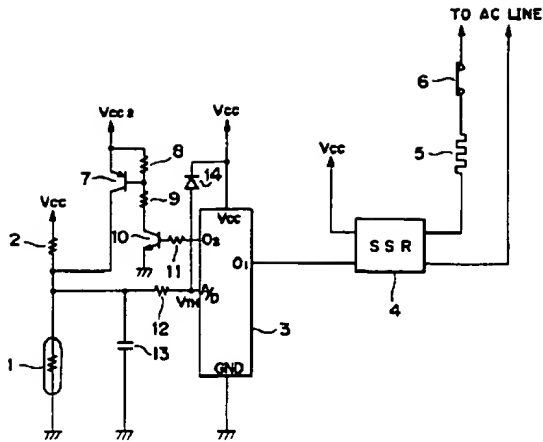 TO AC LINE
6
Vcc2
Vcc
8
14
7
Vcc
5
9
Vcc
10
Vcc
2
O2
SSR
11
O1
4
VTH
A/D
12
3
1
13
GND